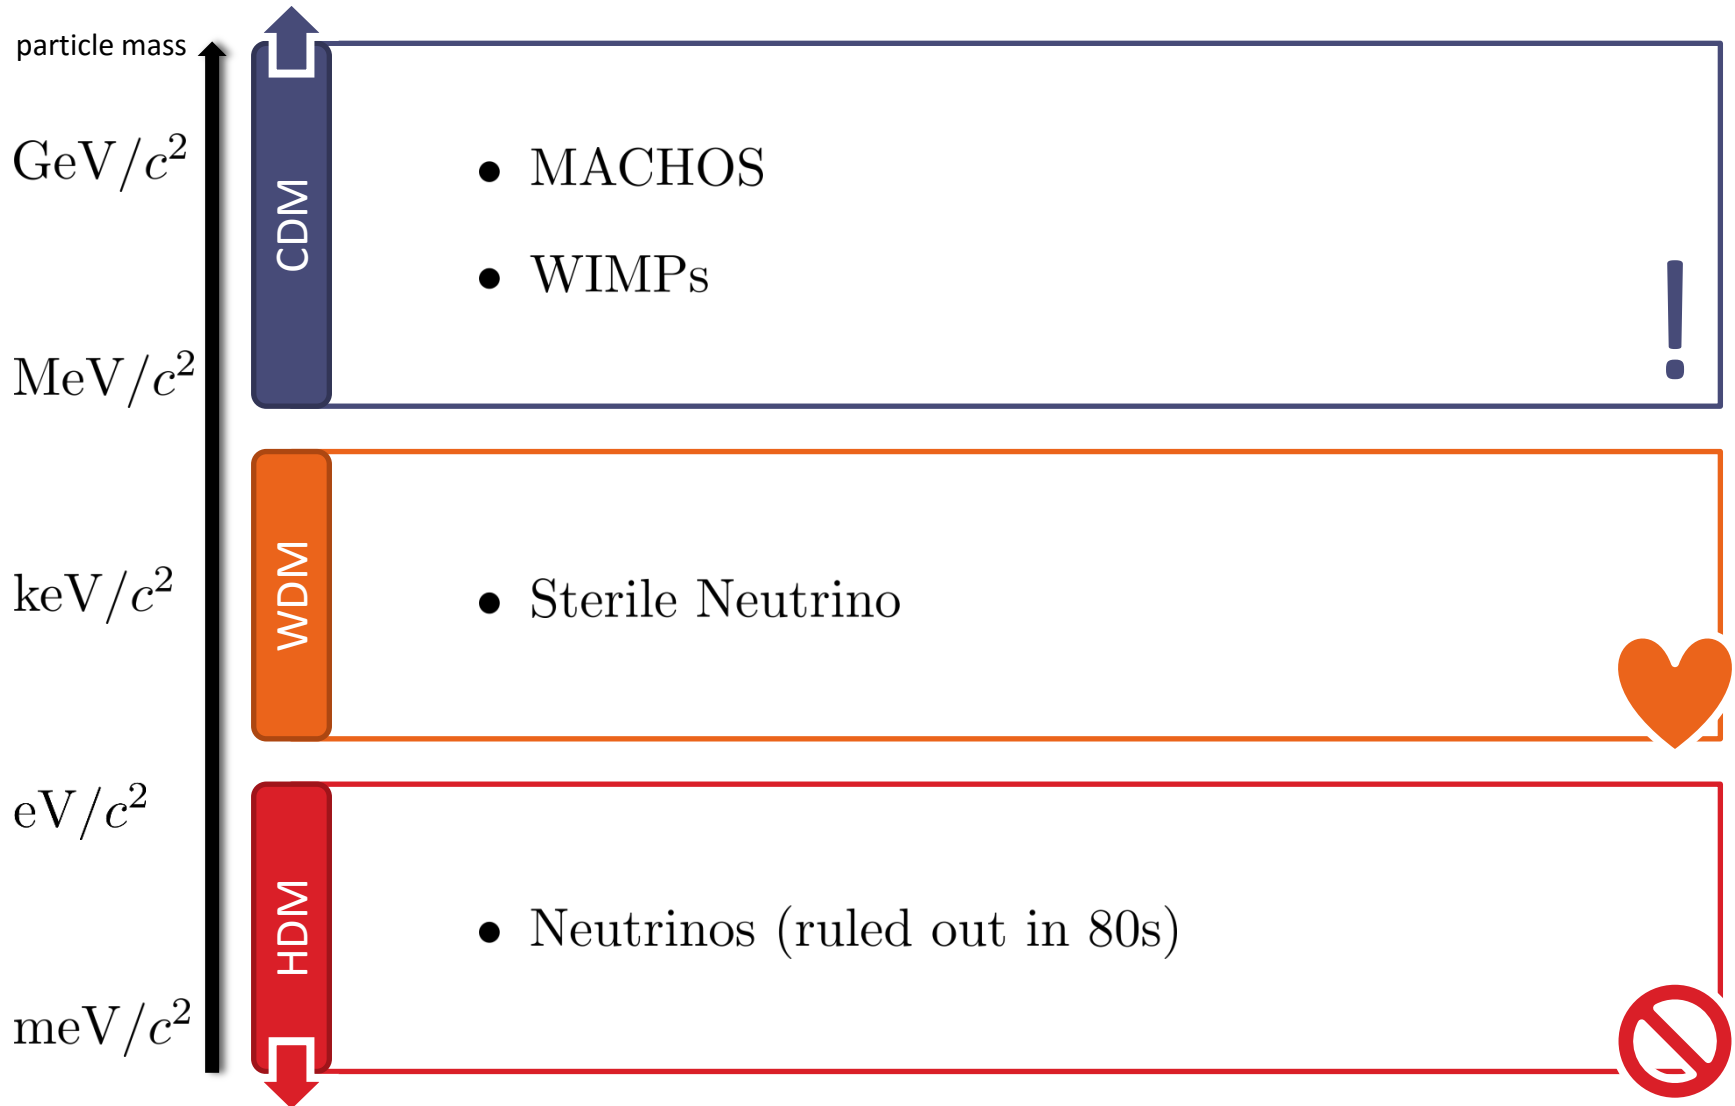 particle mass
GeV/c²
MeV/c²
keV/c²
eV/c²
meV/c²
CDM
• MACHOS
• WIMPs
!
WDM
• Sterile Neutrino
HDM
• Neutrinos (ruled out in 80s)